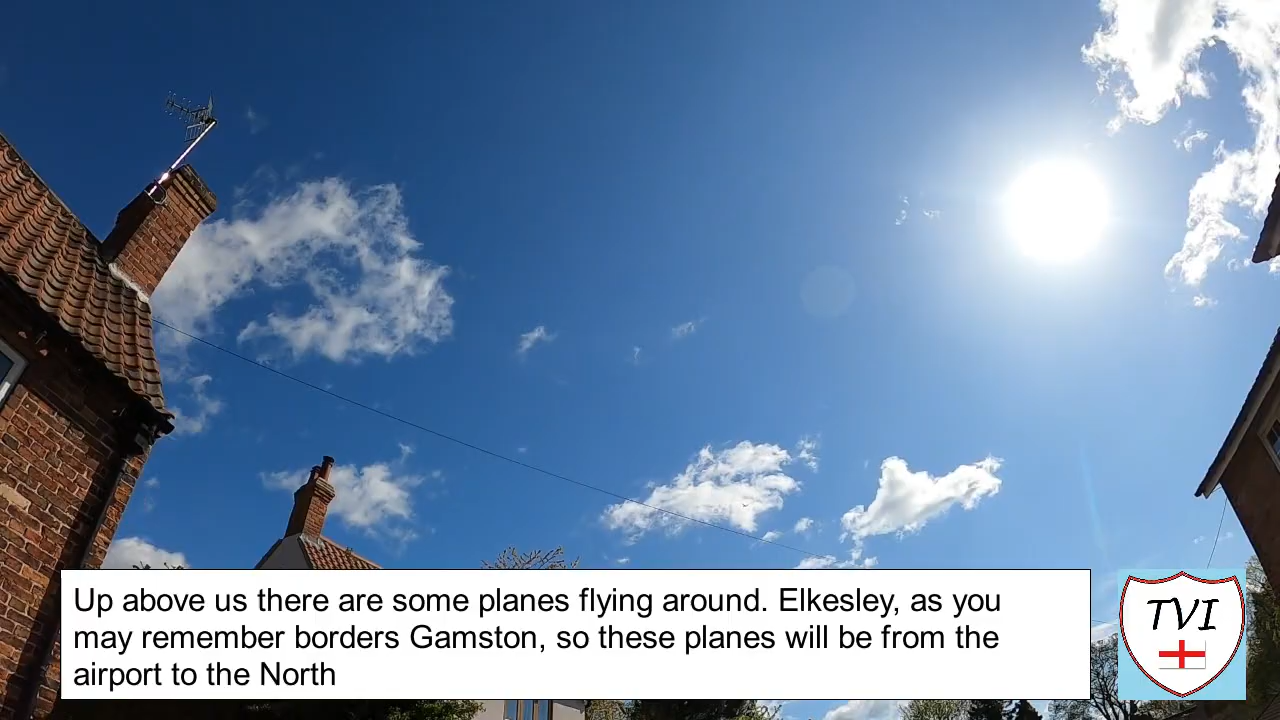 Up above us there are some planes flying around. Elkesley, as you
may remember borders Gamston, so these planes will be from the
airport to the North
TVI